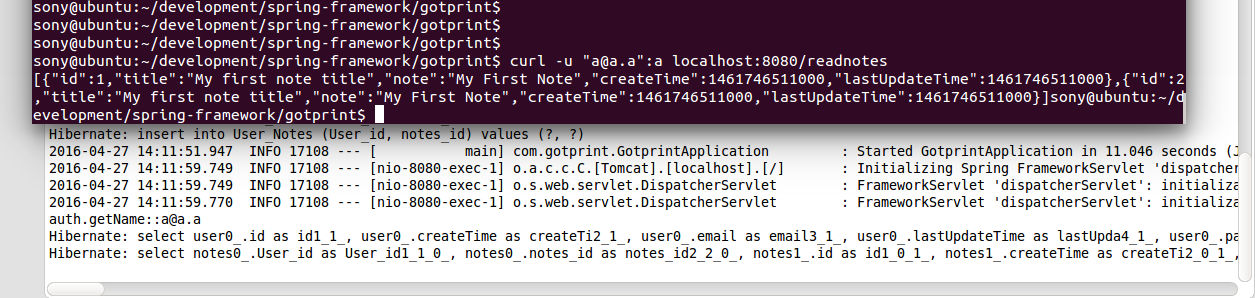 sony@ubuntu:~/development/spring-framework/gotprint$
sony@ubuntu:~/development/spring-framework/gotprint$
sony@ubuntu:~/development/spring-framework/gotprint$
sony@ubuntu:~/development/spring-framework/gotprint$ curl -u "a@a.a":a localhost:8080/readnotes
[{"id":1,"title":"My first note title","note":"My First Note","createTime":1461746511000,"lastUpdateTime":1461746511000},{"id":2
,"title":"My first note title","note":"My First Note","createTime":1461746511000,"lastUpdateTime":1461746511000}]sony@ubuntu:~/d
evelopment/spring-framework/gotprint$
Hibernate: insert into User_Notes (User_id, notes_id) values (?, ?)
2016-04-27 14:11:51.947  INFO 17108 --- [           main] com.gotprint.GotprintApplication         : Started GotprintApplication in 11.046 seconds (J
2016-04-27 14:11:59.749  INFO 17108 --- [nio-8080-exec-1] o.a.c.c.C.[Tomcat].[localhost].[/]       : Initializing Spring FrameworkServlet 'dispatcher
2016-04-27 14:11:59.749  INFO 17108 --- [nio-8080-exec-1] o.s.web.servlet.DispatcherServlet        : FrameworkServlet 'dispatcherServlet': initializa
2016-04-27 14:11:59.770  INFO 17108 --- [nio-8080-exec-1] o.s.web.servlet.DispatcherServlet        : FrameworkServlet 'dispatcherServlet': initializa
auth.getName::a@a.a
Hibernate: select user0_.id as id1_1_, user0_.createTime as createTi2_1_, user0_.email as email3_1_, user0_.lastUpdateTime as lastUpda4_1_, user0_.pa
Hibernate: select notes0_.User_id as User_id1_1_0_, notes0_.notes_id as notes_id2_2_0_, notes1_.id as id1_0_1_, notes1_.createTime as createTi2_0_1_,